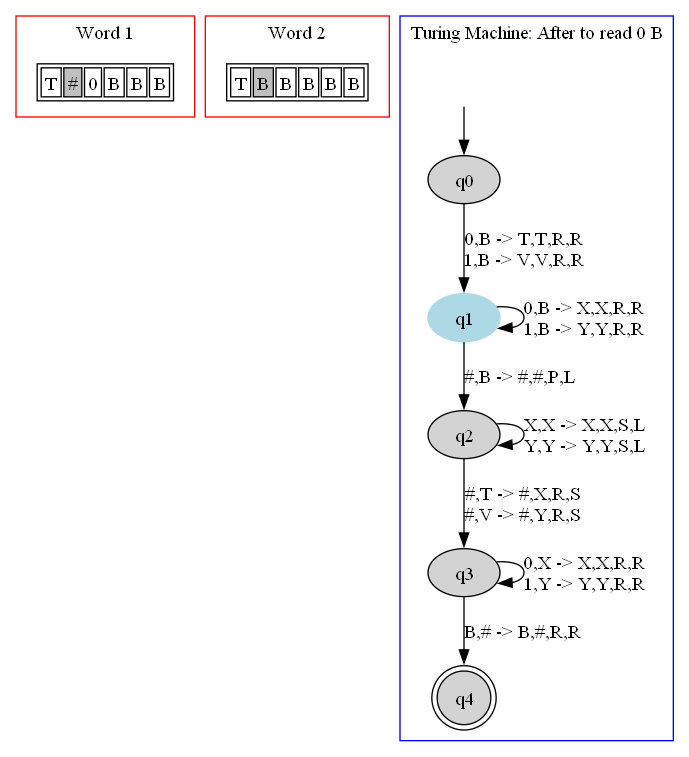 Word 1
T # 0 B B B
Word 2
T B B B B B
Turing Machine: After to read 0 B
q0
0,B -> T,T,R,R
1,B -> V,V,R,R
q1
0,B -> X,X,R,R
1,B -> Y,Y,R,R
#,B -> #,#,P,L
q2
X,X -> X,X,S,L
Y,Y -> Y,Y,S,L
#,T -> #,X,R,S
#,V -> #,Y,R,S
q3
0,X -> X,X,R,R
1,Y -> Y,Y,R,R
B,# -> B,#,R,R
q4